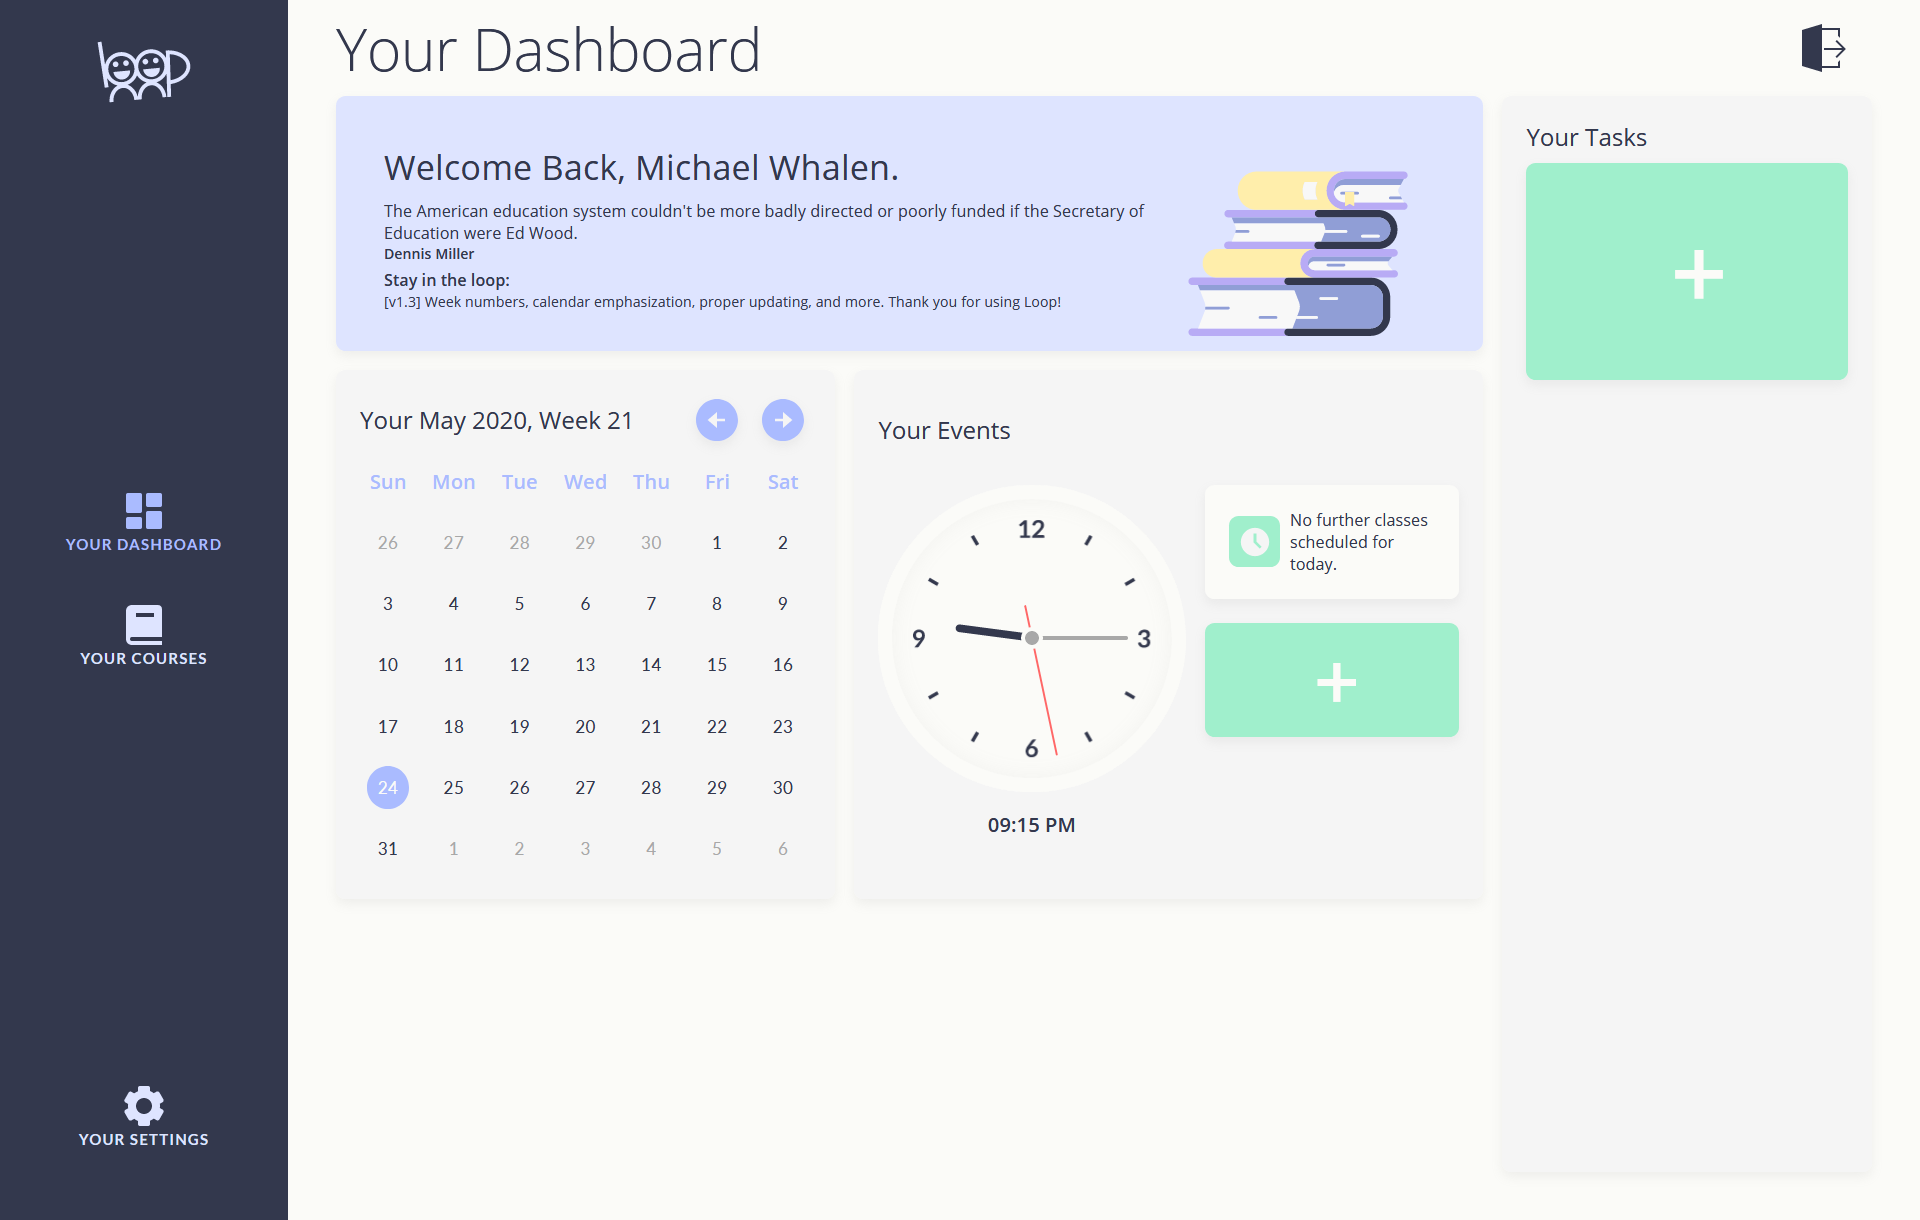 loop
Your Dashboard
Welcome Back, Michael Whalen.
The American education system couldn't be more badly directed or poorly funded if the Secretary of
Education were Ed Wood.
Dennis Miller
Stay in the loop:
[v1.3] Week numbers, calendar emphasization, proper updating, and more. Thank you for using Loop!
Your Tasks
Your May 2020, Week 21
Sun Mon Tue Wed Thu Fri Sat
26 27 28 29 30 1 2
3 4 5 6 7 8 9
10 11 12 13 14 15 16
17 18 19 20 21 22 23
24 25 26 27 28 29 30
31 1 2 3 4 5 6
Your Events
12
9 3
6
09:15 PM
No further classes
scheduled for
today.
YOUR DASHBOARD
YOUR COURSES
YOUR SETTINGS